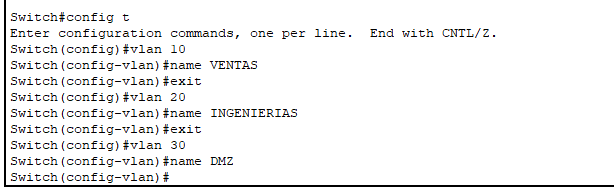 Switch#config t
Enter configuration commands, one per line.  End with CNTL/Z.
Switch(config)#vlan 10
Switch(config-vlan)#name VENTAS
Switch(config-vlan)#exit
Switch(config)#vlan 20
Switch(config-vlan)#name INGENIERIAS
Switch(config-vlan)#exit
Switch(config)#vlan 30
Switch(config-vlan)#name DMZ
Switch(config-vlan)#